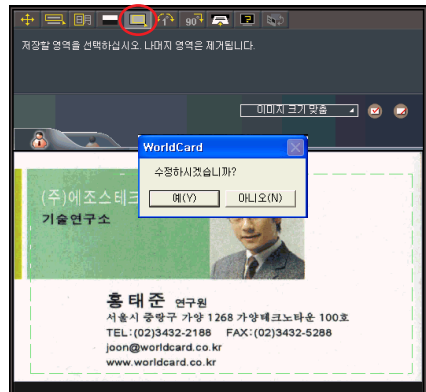 90°
저장할 영역을 선택하십시오. 나머지 영역은 제거됩니다.
이미지 크기 맞춤
WorldCard
수정하시겠습니까?
예(Y)
아니오(N)
(주)에조스테크
기술연구소
홍태준 연구원
서울시 중랑구 가양 1268 가양테크노타운 100호
TEL:(02)3432-2188 FAX:(02)3432-5288
joon@worldcard.co.kr
www.worldcard.co.kr